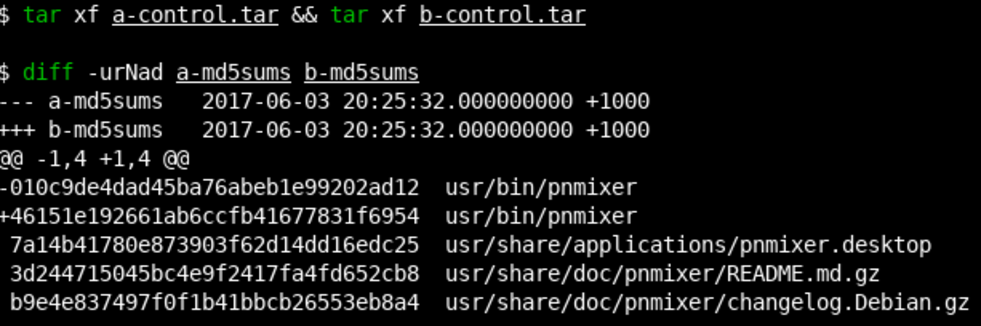 $ tar xf a-control.tar && tar xf b-control.tar
$ diff -urNad a-md5sums b-md5sums
--- a-md5sums   2017-06-03 20:25:32.000000000 +1000
+++ b-md5sums   2017-06-03 20:25:32.000000000 +1000
@@ -1,4 +1,4 @@
-010c9de4dad45ba76abeb1e99202ad12  usr/bin/pnmixer
+46151e192661ab6ccfb41677831f6954  usr/bin/pnmixer
 7a14b41780e873903f62d14dd16edc25  usr/share/applications/pnmixer.desktop
 3d244715045bc4e9f2417fa4fd652cb8  usr/share/doc/pnmixer/README.md.gz
 b9e4e837497f0f1b41bbcb26553eb8a4  usr/share/doc/pnmixer/changelog.Debian.gz